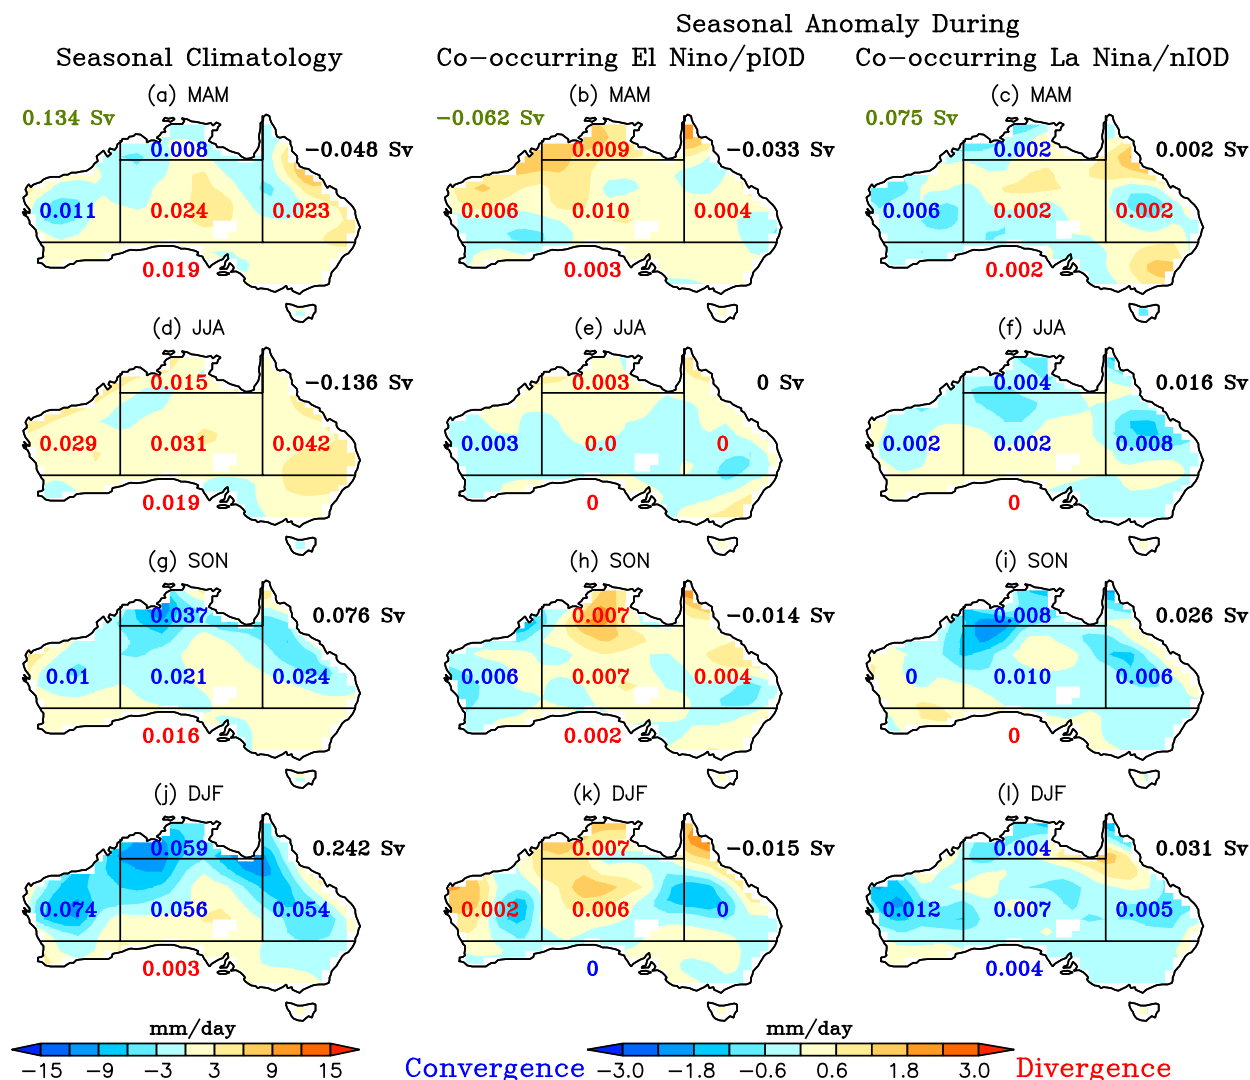 Seasonal Anomaly During
Seasonal Climatology
Co-occurring El Nino/pIOD
Co-occurring La Nina/nIOD
(a) MAM
(b) MAM
(c) MAM
0.134 Sv
-0.062 Sv
0.075 Sv
0.008
-0.048 Sv
0.009
-0.033 Sv
0.002
0.002 Sv
0.011
0.024
0.023
0.006
0.010
0.004
0.006
0.002
0.002
0.019
0.003
0.002
(d) JJA
(e) JJA
(f) JJA
0.015
-0.136 Sv
0.003
0 Sv
0.004
0.016 Sv
0.029
0.031
0.042
0.003
0.0
0
0.002
0.002
0.008
0.019
0
0
(g) SON
(h) SON
(i) SON
0.037
0.076 Sv
0.007
-0.014 Sv
0.008
0.026 Sv
0.01
0.021
0.024
0.006
0.007
0.004
0
0.010
0.006
0.016
0.002
0
(j) DJF
(k) DJF
(l) DJF
0.059
0.242 Sv
0.007
-0.015 Sv
0.004
0.031 Sv
0.074
0.056
0.054
0.002
0.006
0
0.012
0.007
0.005
0.003
0
0.004
mm/day
mm/day
-15 -9 -3 3 9 15
Convergence
-3.0 -1.8 -0.6 0.6 1.8 3.0
Divergence